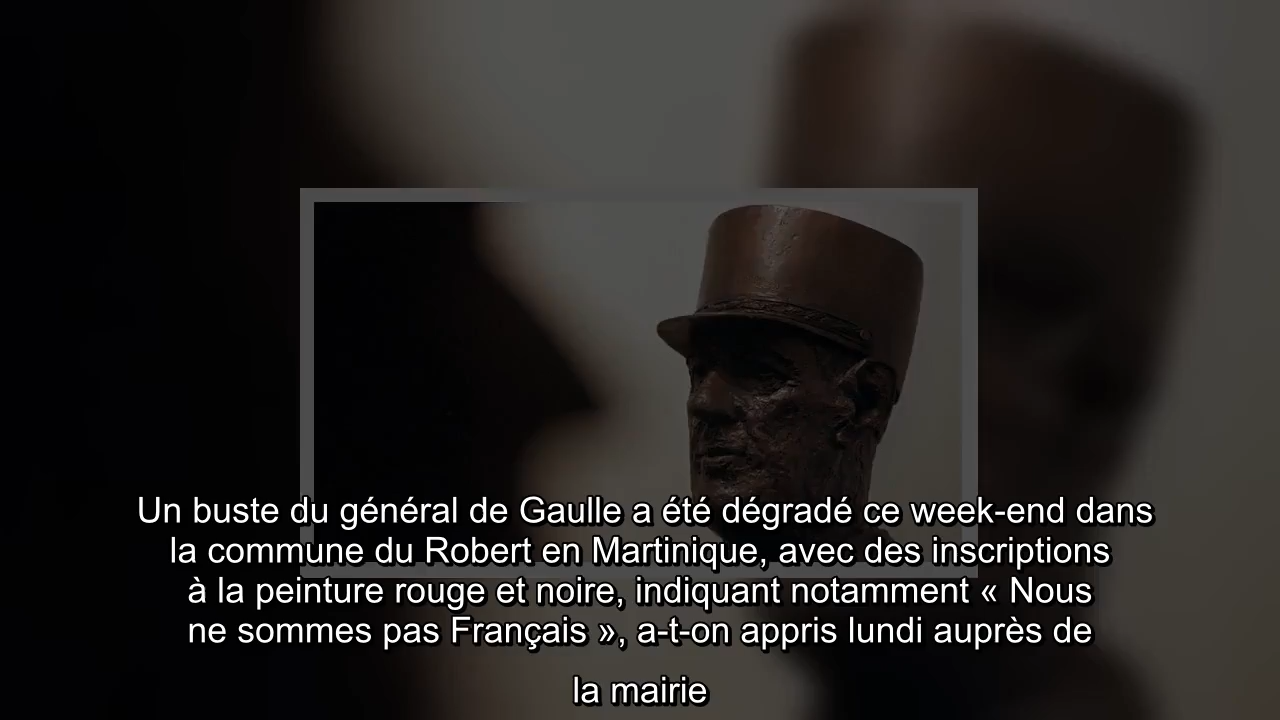 Un buste du général de Gaulle a été dégradé ce week-end dans
la commune du Robert en Martinique, avec des inscriptions
à la peinture rouge et noire, indiquant notamment « Nous
ne sommes pas Français », a-t-on appris lundi auprès de
la mairie